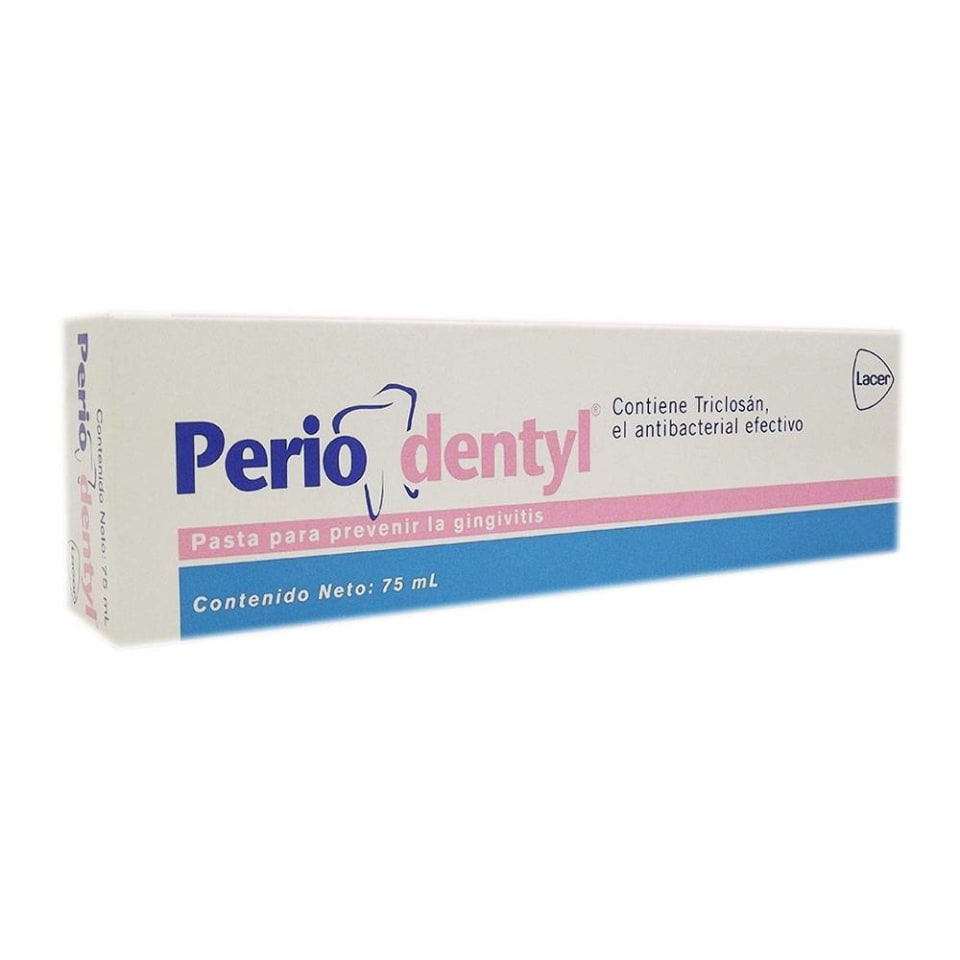 Perio dentyl®
Contiene Triclosán,
el antibacterial efectivo
Lacer
Pasta para prevenir la gingivitis
Contenido Neto: 75 mL
Perio dentyl
Contenido Neto: 75 mL
Lacer